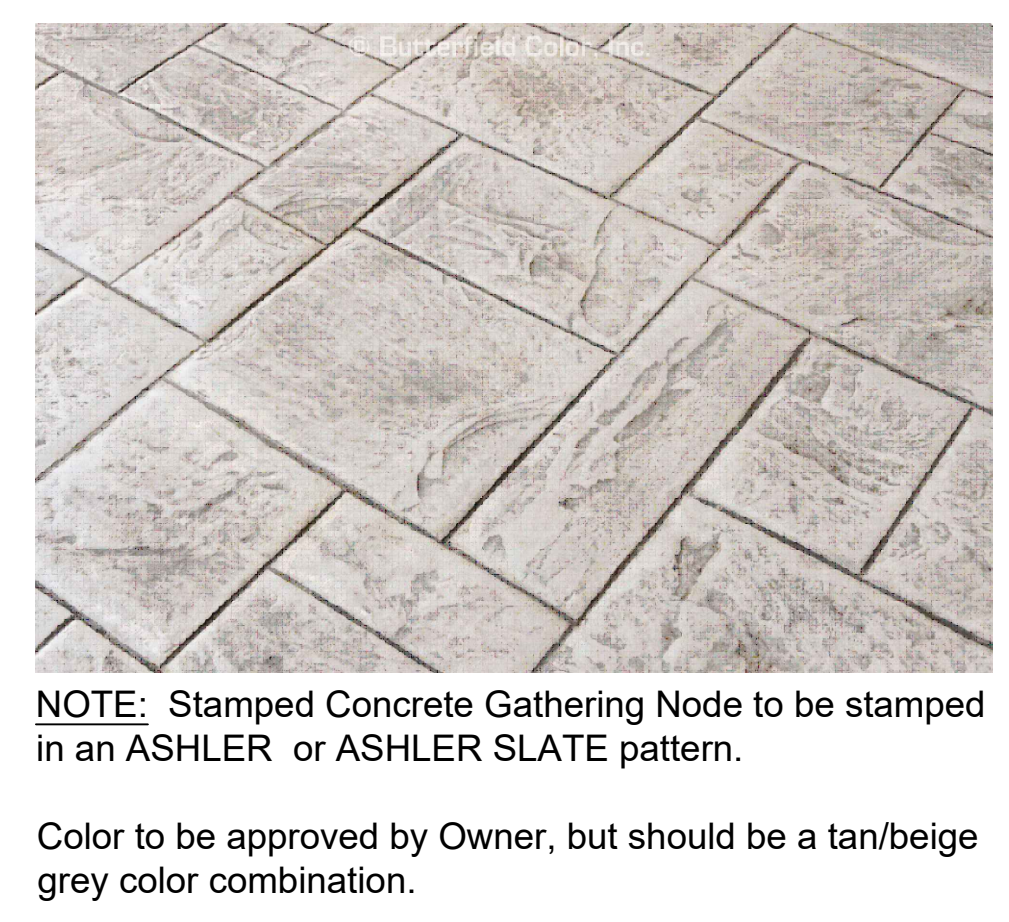 © Butterfield Color, Inc.
NOTE: Stamped Concrete Gathering Node to be stamped
in an ASHLER or ASHLER SLATE pattern.
Color to be approved by Owner, but should be a tan/beige
grey color combination.